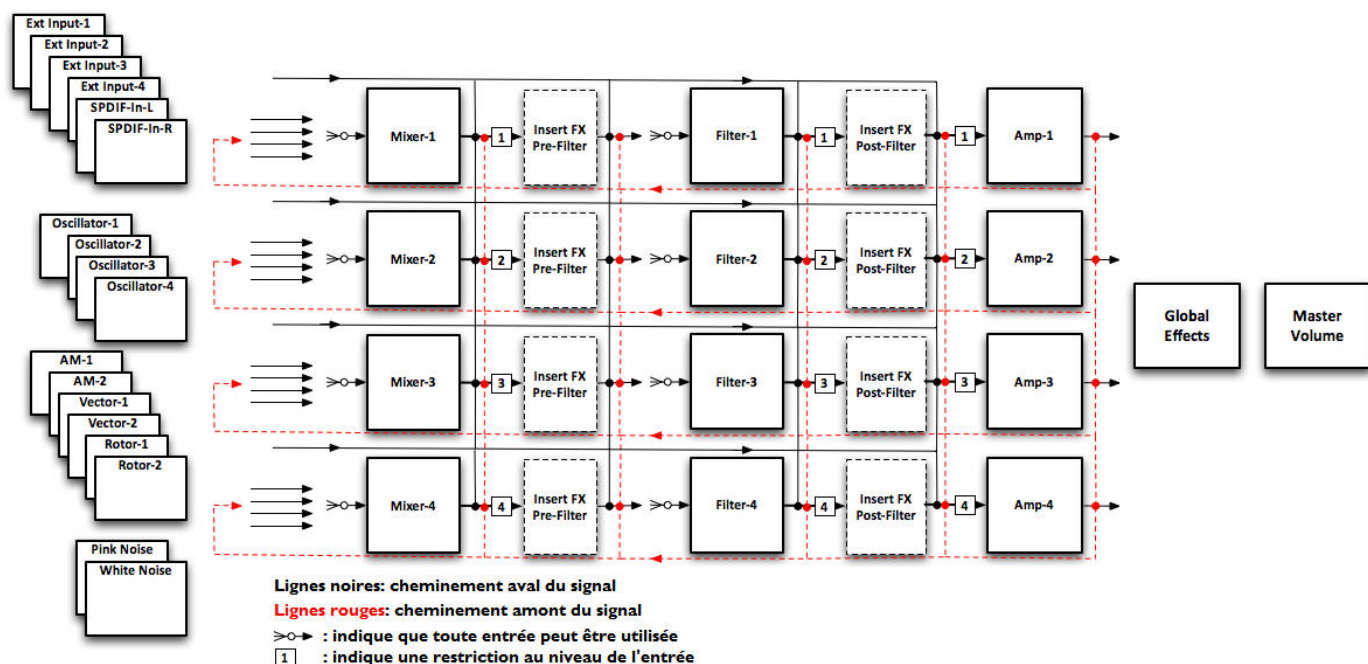 Ext Input-1
Ext Input-2
Ext Input-3
Ext Input-4
SPDIF-In-L
SPDIF-In-R
Mixer-1
1
Insert FX
Pre-Filter
Filter-1
1
Insert FX
Post-Filter
1
Amp-1
Oscillator-1
Oscillator-2
Oscillator-3
Oscillator-4
Mixer-2
2
Insert FX
Pre-Filter
Filter-2
2
Insert FX
Post-Filter
2
Amp-2
Global
Effects
Master
Volume
AM-1
AM-2
Vector-1
Vector-2
Rotor-1
Rotor-2
Mixer-3
3
Insert FX
Pre-Filter
Filter-3
3
Insert FX
Post-Filter
3
Amp-3
Mixer-4
4
Insert FX
Pre-Filter
Filter-4
4
Insert FX
Post-Filter
4
Amp-4
Pink Noise
White Noise
Lignes noires: cheminement aval du signal
Lignes rouges: cheminement amont du signal
: indique que toute entrée peut être utilisée
1 : indique une restriction au niveau de l'entrée